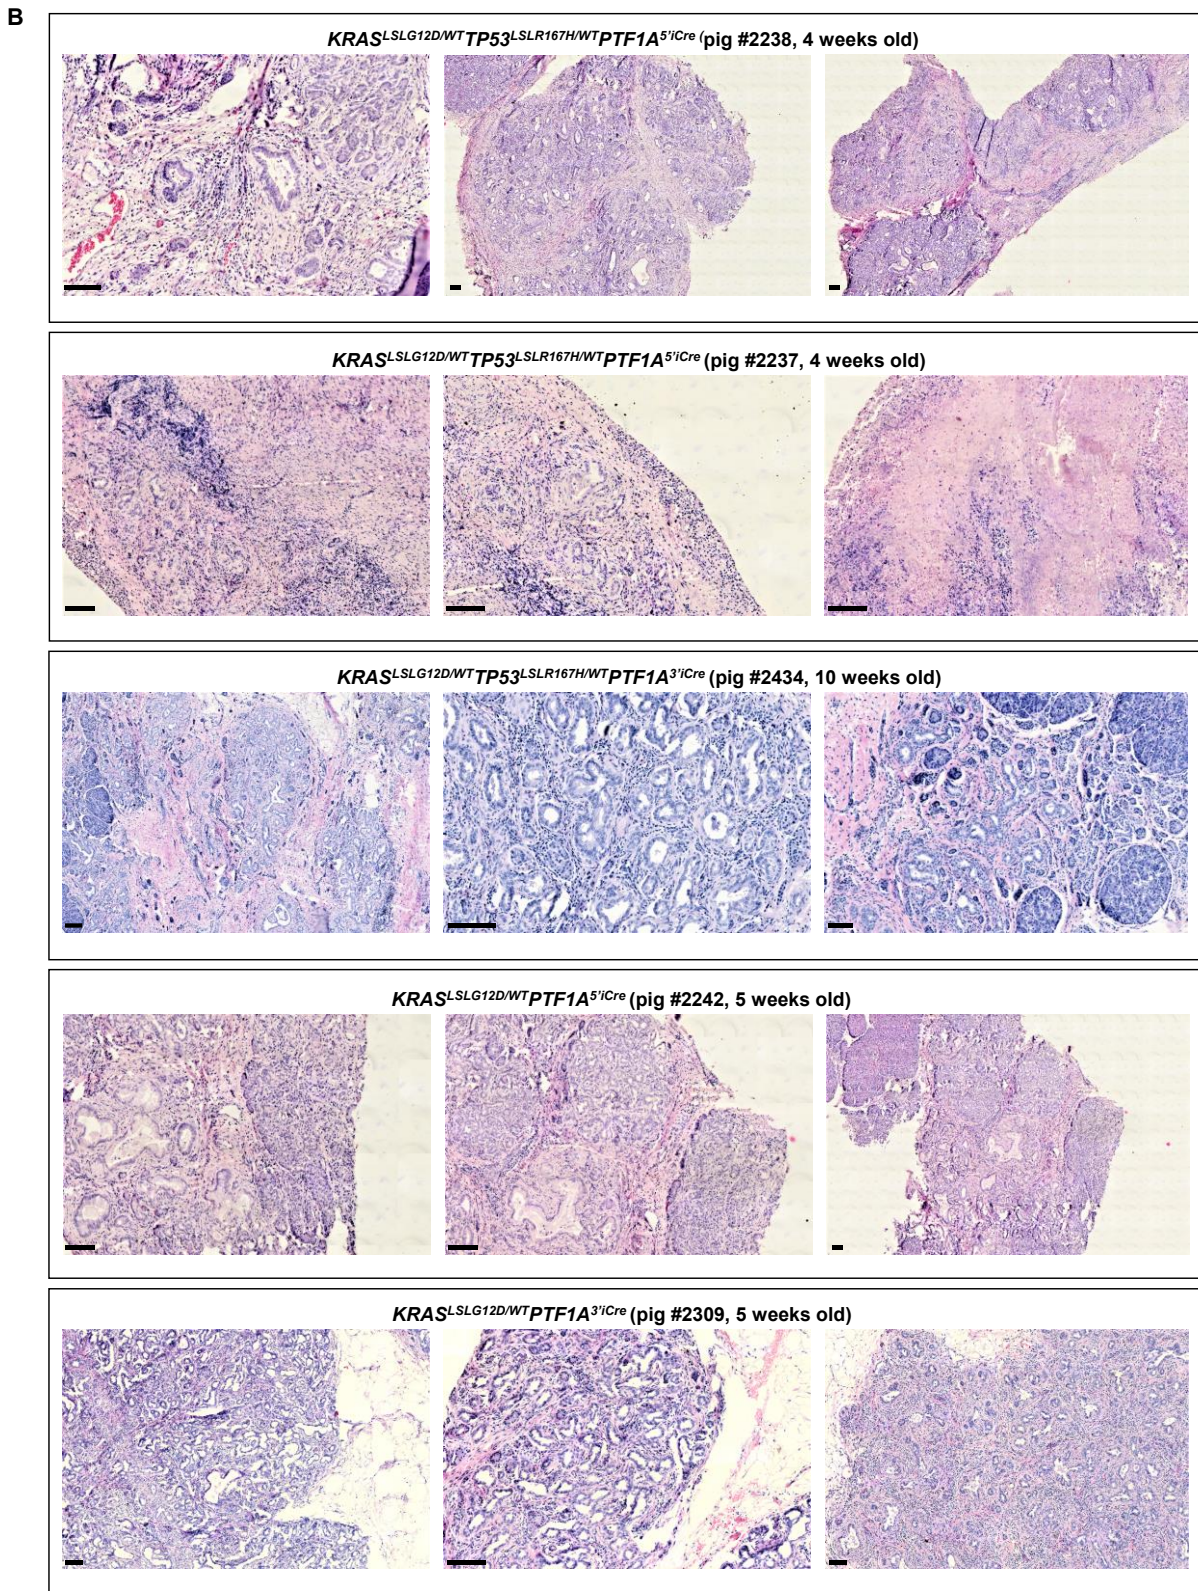 B
KRASLSLG12D/WTTP53LSLR167H/WTPTF1A5'iCre (pig #2238, 4 weeks old)
KRASLSLG12D/WTTP53LSLR167H/WTPTF1A5'iCre (pig #2237, 4 weeks old)
KRASLSLG12D/WTTP53LSLR167H/WTPTF1A3'iCre (pig #2434, 10 weeks old)
KRASLSLG12D/WTPTF1A5'iCre (pig #2242, 5 weeks old)
KRASLSLG12D/WTPTF1A3'iCre (pig #2309, 5 weeks old)